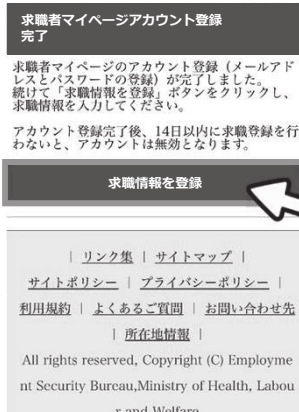 求職者マイページアカウント登録
完了
求職者マイページのアカウント登録（メールアド
レスとパスワードの登録）が完了しました。
続けて「求職情報を登録」ボタンをクリックし、
求職情報を入力してください。
アカウント登録完了後、14日以内に求職登録を行
わないと、アカウントは無効となります。
求職情報を登録
｜ リンク集 ｜ サイトマップ ｜
サイトポリシー ｜ プライバシーポリシー ｜
利用規約 ｜ よくあるご質問 ｜ お問い合わせ先
｜ 所在地情報 ｜
All rights reserved, Copyright (C) Employme
nt Security Bureau,Ministry of Health, Labou
r and Welfare